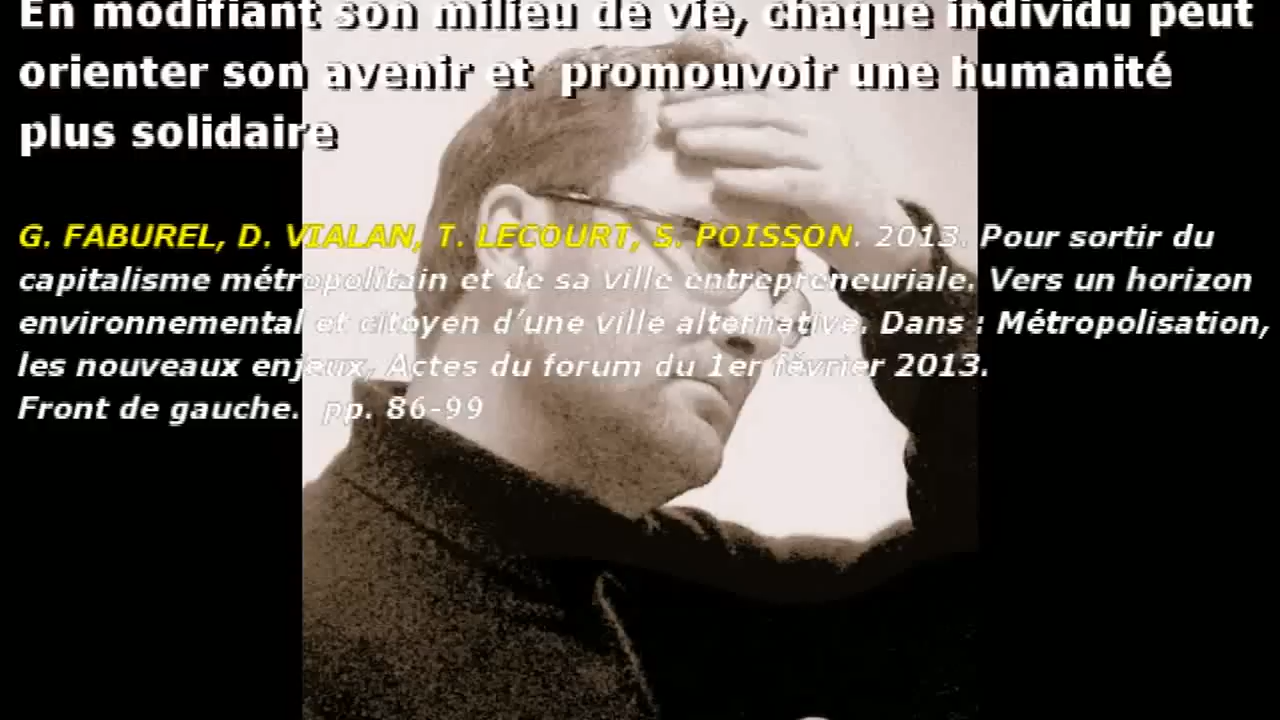 En modifiant son milieu de vie, chaque individu peut
orienter son avenir et promouvoir une humanité
plus solidaire
G. FABUREL, D. VIALAN, T. LECOURT, S. POISSON. 2013. Pour sortir du
capitalisme métropolitain et de sa ville entrepreneuriale. Vers un horizon
environnemental et citoyen d’une ville alternative. Dans : Métropolisation,
les nouveaux enjeux, Actes du forum du 1er février 2013.
Front de gauche. pp. 86-99